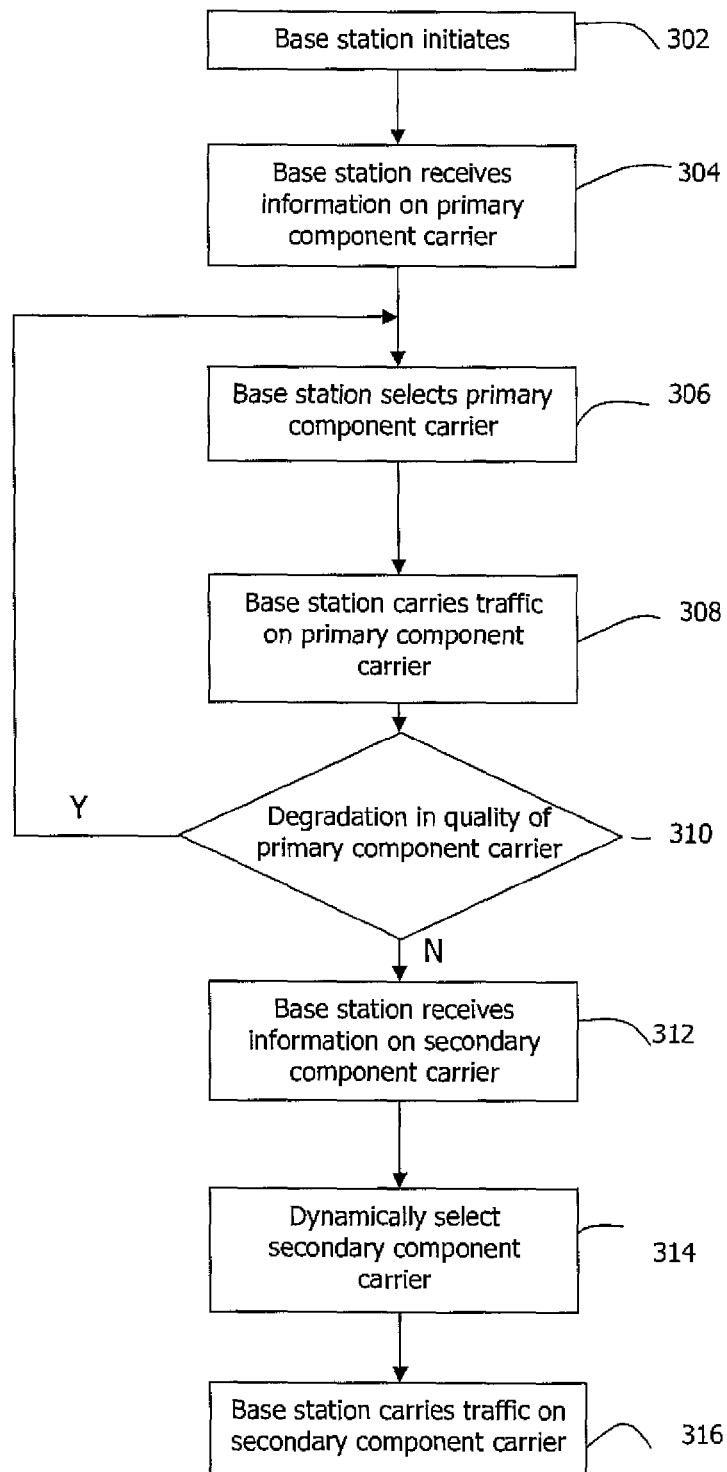 Base station initiates
302
Base station receives
information on primary
component carrier
304
Base station selects primary
component carrier
306
Base station carries traffic
on primary component
carrier
308
Y
Degradation in quality of
primary component carrier
310
N
Base station receives
information on secondary
component carrier
312
Dynamically select
secondary component
carrier
314
Base station carries traffic on
secondary component carrier
316